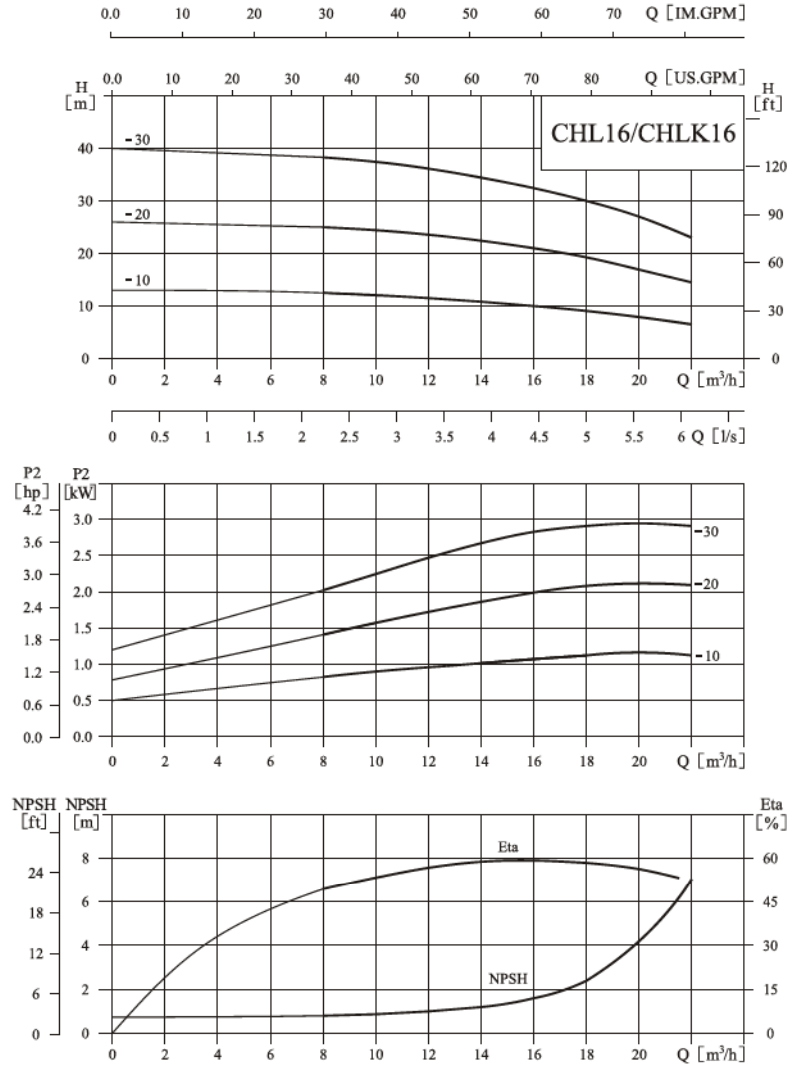 0.0 10 20 30 40 50 60 70 Q [IM.GPM]
0.0 10 20 30 40 50 60 70 80 Q [US.GPM]
H
[m]
H
[ft]
CHL16/CHLK16
-30
-20
-10
40
30
20
10
0
120
90
60
30
0
0 2 4 6 8 10 12 14 16 18 20 Q [m³/h]
0 0.5 1 1.5 2 2.5 3 3.5 4 4.5 5 5.5 6 Q [l/s]
P2
[hp]
P2
[kW]
4.2
3.6
3.0
2.4
1.8
1.2
0.6
0.0
3.0
2.5
2.0
1.5
1.0
0.5
0.0
-30
-20
-10
0 2 4 6 8 10 12 14 16 18 20 Q [m³/h]
NPSH
[ft]
NPSH
[m]
Eta
[%]
24
18
12
6
0
8
6
4
2
0
Eta
NPSH
60
45
30
15
0
0 2 4 6 8 10 12 14 16 18 20 Q [m³/h]